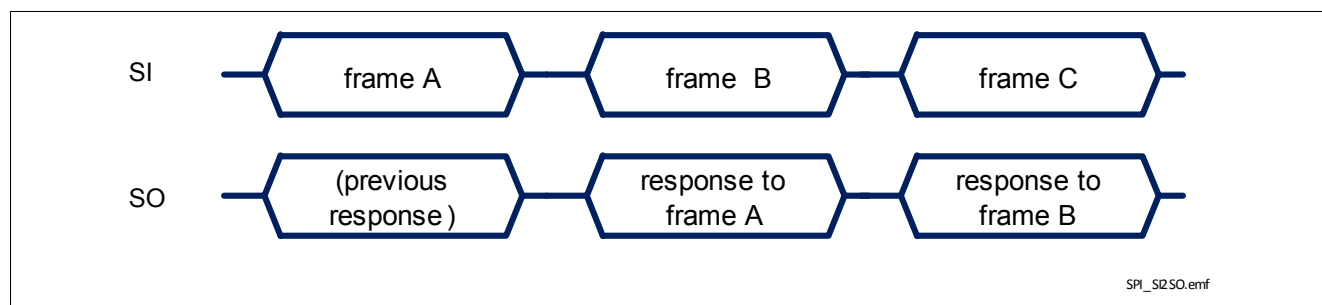 SI
frame A
frame B
frame C
SO
(previous
response)
response to
frame A
response to
frame B
SPI_SI2SO.emf